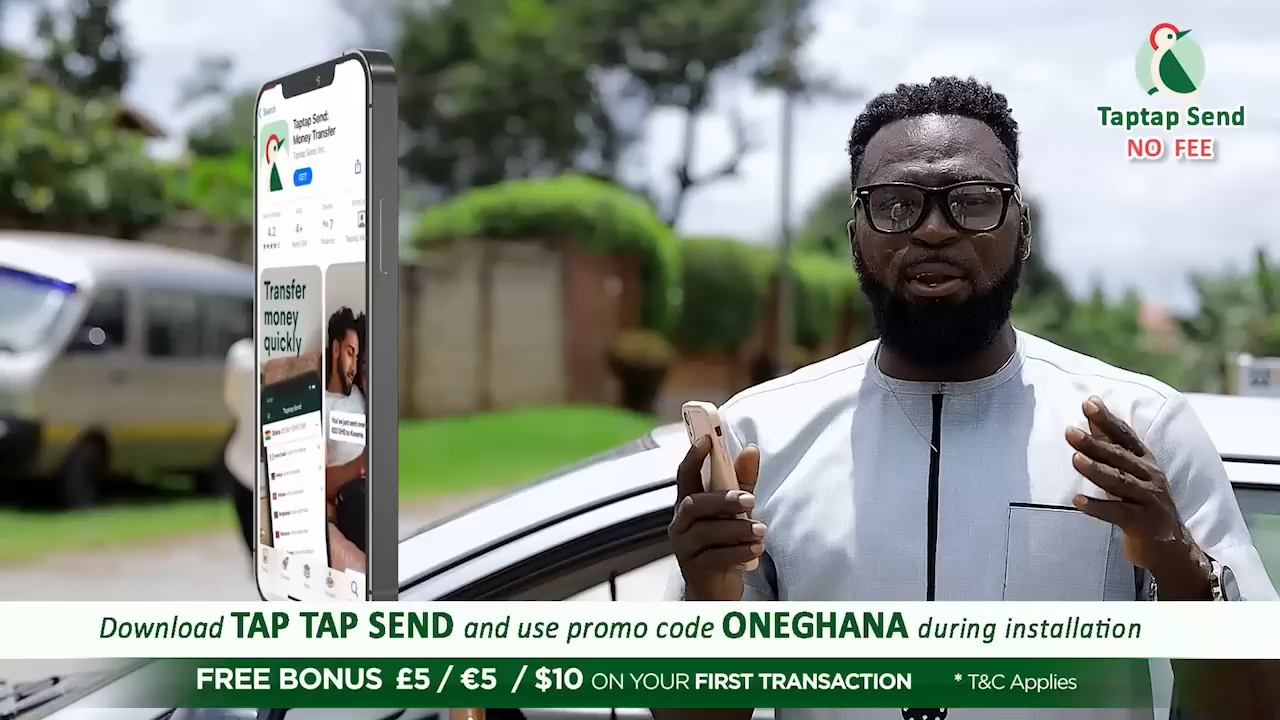 Taptap Send
NO FEE
Search
Taptap Send:
Money Transfer
Taptap Send, Inc.
GET
4.2
4+
Transfer
money
quickly
TaptapSend
Download TAP TAP SEND and use promo code ONEGHANA during installation
FREE BONUS £5 / €5 / $10 ON YOUR FIRST TRANSACTION * T&C Applies